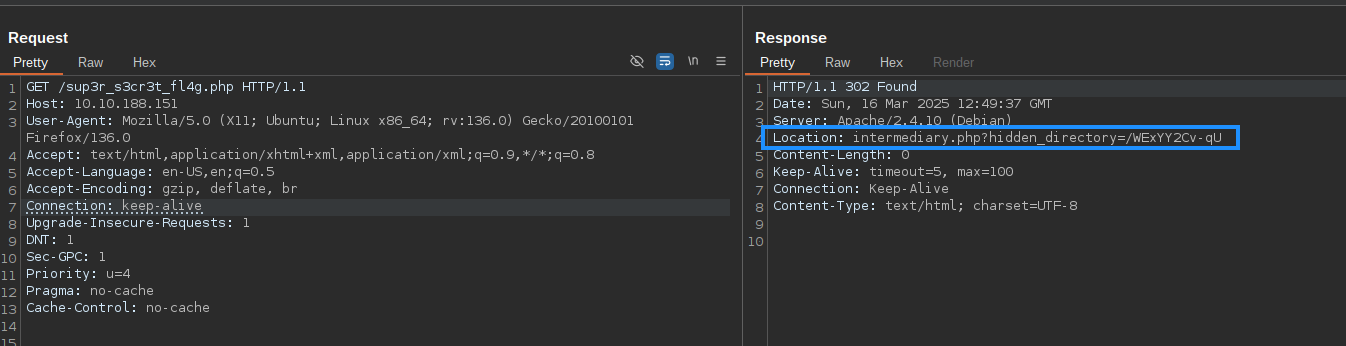 Request
Pretty Raw Hex \n
1 GET /sup3r_s3cr3t_fl4g.php HTTP/1.1
2 Host: 10.10.188.151
3 User-Agent: Mozilla/5.0 (X11; Ubuntu; Linux x86_64; rv:136.0) Gecko/20100101
Firefox/136.0
4 Accept: text/html,application/xhtml+xml,application/xml;q=0.9,*/*;q=0.8
5 Accept-Language: en-US,en;q=0.5
6 Accept-Encoding: gzip, deflate, br
7 Connection: keep-alive
8 Upgrade-Insecure-Requests: 1
9 DNT: 1
10 Sec-GPC: 1
11 Priority: u=4
12 Pragma: no-cache
13 Cache-Control: no-cache
14
15
Response
Pretty Raw Hex Render
1 HTTP/1.1 302 Found
2 Date: Sun, 16 Mar 2025 12:49:37 GMT
3 Server: Apache/2.4.10 (Debian)
4 Location: intermediary.php?hidden_directory=/WExYY2Cv-qU
5 Content-Length: 0
6 Keep-Alive: timeout=5, max=100
7 Connection: Keep-Alive
8 Content-Type: text/html; charset=UTF-8
9
10